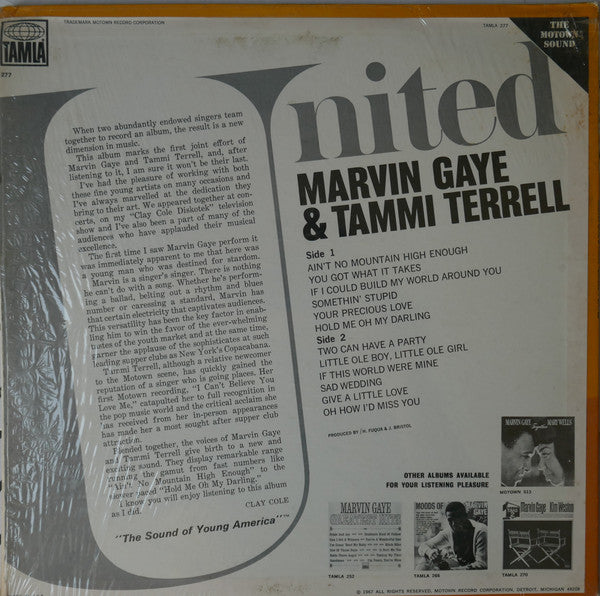 TRADEMARK MOTOWN RECORD CORPORATION
TAMLA 277
THE
MOTOWN
SOUND
TAMLA
277
United
MARVIN GAYE
& TAMMI TERRELL
When two abundantly endowed singers team
together to record an album, the result is a new
dimension in music.
This album marks the first joint effort of
Marvin Gaye and Tammi Terrell, and, after
listening to it, I am sure it won't be their last.
I've had the pleasure of working with both
these fine young artists on many occasions and
I've always marvelled at the dedication they
bring to their art. We appeared together at con-
certs, on my "Clay Cole Diskotek" television
show and I've also been a part of many of the
audiences who have applauded their musical
excellence.
The first time I saw Marvin Gaye perform it
was immediately apparent to me that here was
a young man who was destined for stardom.
Marvin is a singer's singer. There is nothing
he can't do with a song. Whether he's perform-
ing a ballad, belting out a rhythm and blues
number or caressing a standard, Marvin has
that certain electricity that captivates audiences.
This versatility has been the key factor in enab-
ling him to win the favor of the ever-whelming
tastes of the youth market and at the same time,
garner the applause of the sophisticates at such
leading supper clubs as New York's Copacabana.
Tammi Terrell, although a relative newcomer
to the Motown scene, has quickly gained the
reputation of a singer who is going places. Her
first Motown recording, "I Can't Believe You
Love Me," catapulted her to full recognition in
the pop music world and the critical acclaim she
has received from her in-person appearances
has made her a most sought after supper club
attraction.
Blended together, the voices of Marvin Gaye
and Tammi Terrell give birth to a new and
exciting sound. They display remarkable range
running the gamut from fast numbers like
"Ain't No Mountain High Enough" to the
slower paced "Hold Me Oh My Darling."
I know you will enjoy listening to this album
as I did.
CLAY COLE
"The Sound of Young America"
Side 1
AIN'T NO MOUNTAIN HIGH ENOUGH
YOU GOT WHAT IT TAKES
IF I COULD BUILD MY WORLD AROUND YOU
SOMETHIN' STUPID
YOUR PRECIOUS LOVE
HOLD ME OH MY DARLING
Side 2
TWO CAN HAVE A PARTY
LITTLE OLE BOY, LITTLE OLE GIRL
IF THIS WORLD WERE MINE
SAD WEDDING
GIVE A LITTLE LOVE
OH HOW I'D MISS YOU
PRODUCED BY / H. FUQUA & J. BRISTOL
OTHER ALBUMS AVAILABLE
FOR YOUR LISTENING PLEASURE
MARVIN GAYE MARY WELLS
Together
MOTOWN 613
MARVIN GAYE
GREATEST HITS
TAMLA 252
MOODS OF MARVIN GAYE
TAMLA 266
Marvin Gaye Kim Weston
TAMLA 270
© 1967 ALL RIGHTS RESERVED, MOTOWN RECORD CORPORATION, DETROIT, MICHIGAN 48208